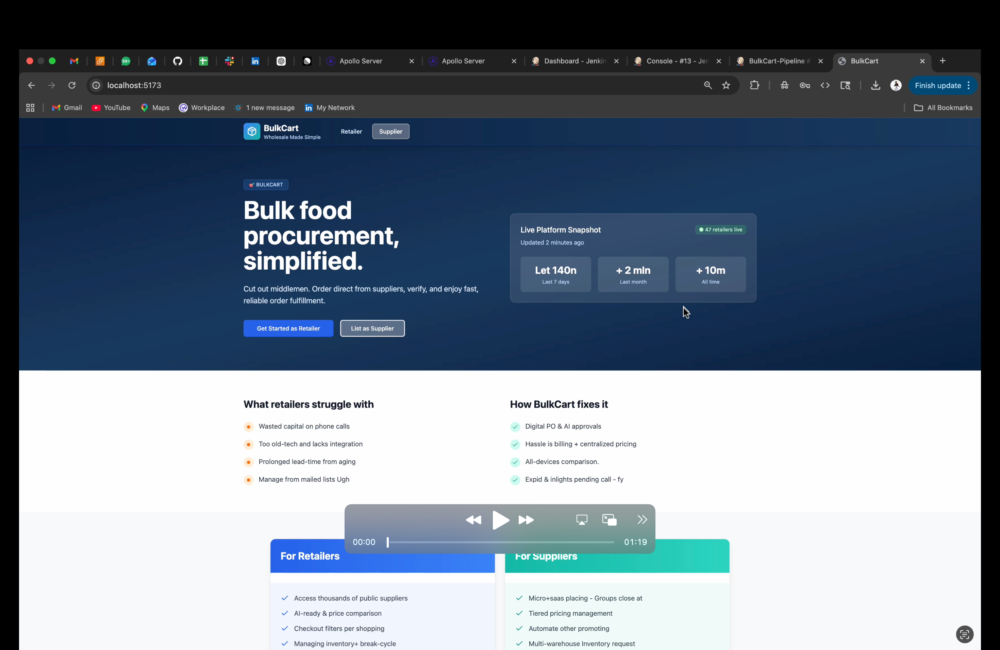 99+
Apollo Server
Apollo Server
Dashboard - Jenkin
Console - #13 - Jen
BulkCart-Pipeline #
BulkCart
localhost:5173
Finish update
Gmail
YouTube
Maps
Workplace
1 new message
My Network
All Bookmarks
BulkCart
Wholesale Made Simple
Retailer
Supplier
BULKCART
Bulk food
procurement,
simplified.
Cut out middlemen. Order direct from suppliers, verify, and enjoy fast,
reliable order fulfillment.
Get Started as Retailer
List as Supplier
Live Platform Snapshot
47 retailers live
Updated 2 minutes ago
Let 140n
Last 7 days
+ 2 mln
Last month
+ 10m
All time
What retailers struggle with
Wasted capital on phone calls
Too old-tech and lacks integration
Prolonged lead-time from aging
Manage from mailed lists Ugh
How BulkCart fixes it
Digital PO & AI approvals
Hassle is billing + centralized pricing
All-devices comparison.
Expid & inlights pending call - fy
00:00
01:19
For Retailers
Access thousands of public suppliers
AI-ready & price comparison
Checkout filters per shopping
Managing inventory+ break-cycle
For Suppliers
Micro+saas placing - Groups close at
Tiered pricing management
Automate other promoting
Multi-warehouse Inventory request